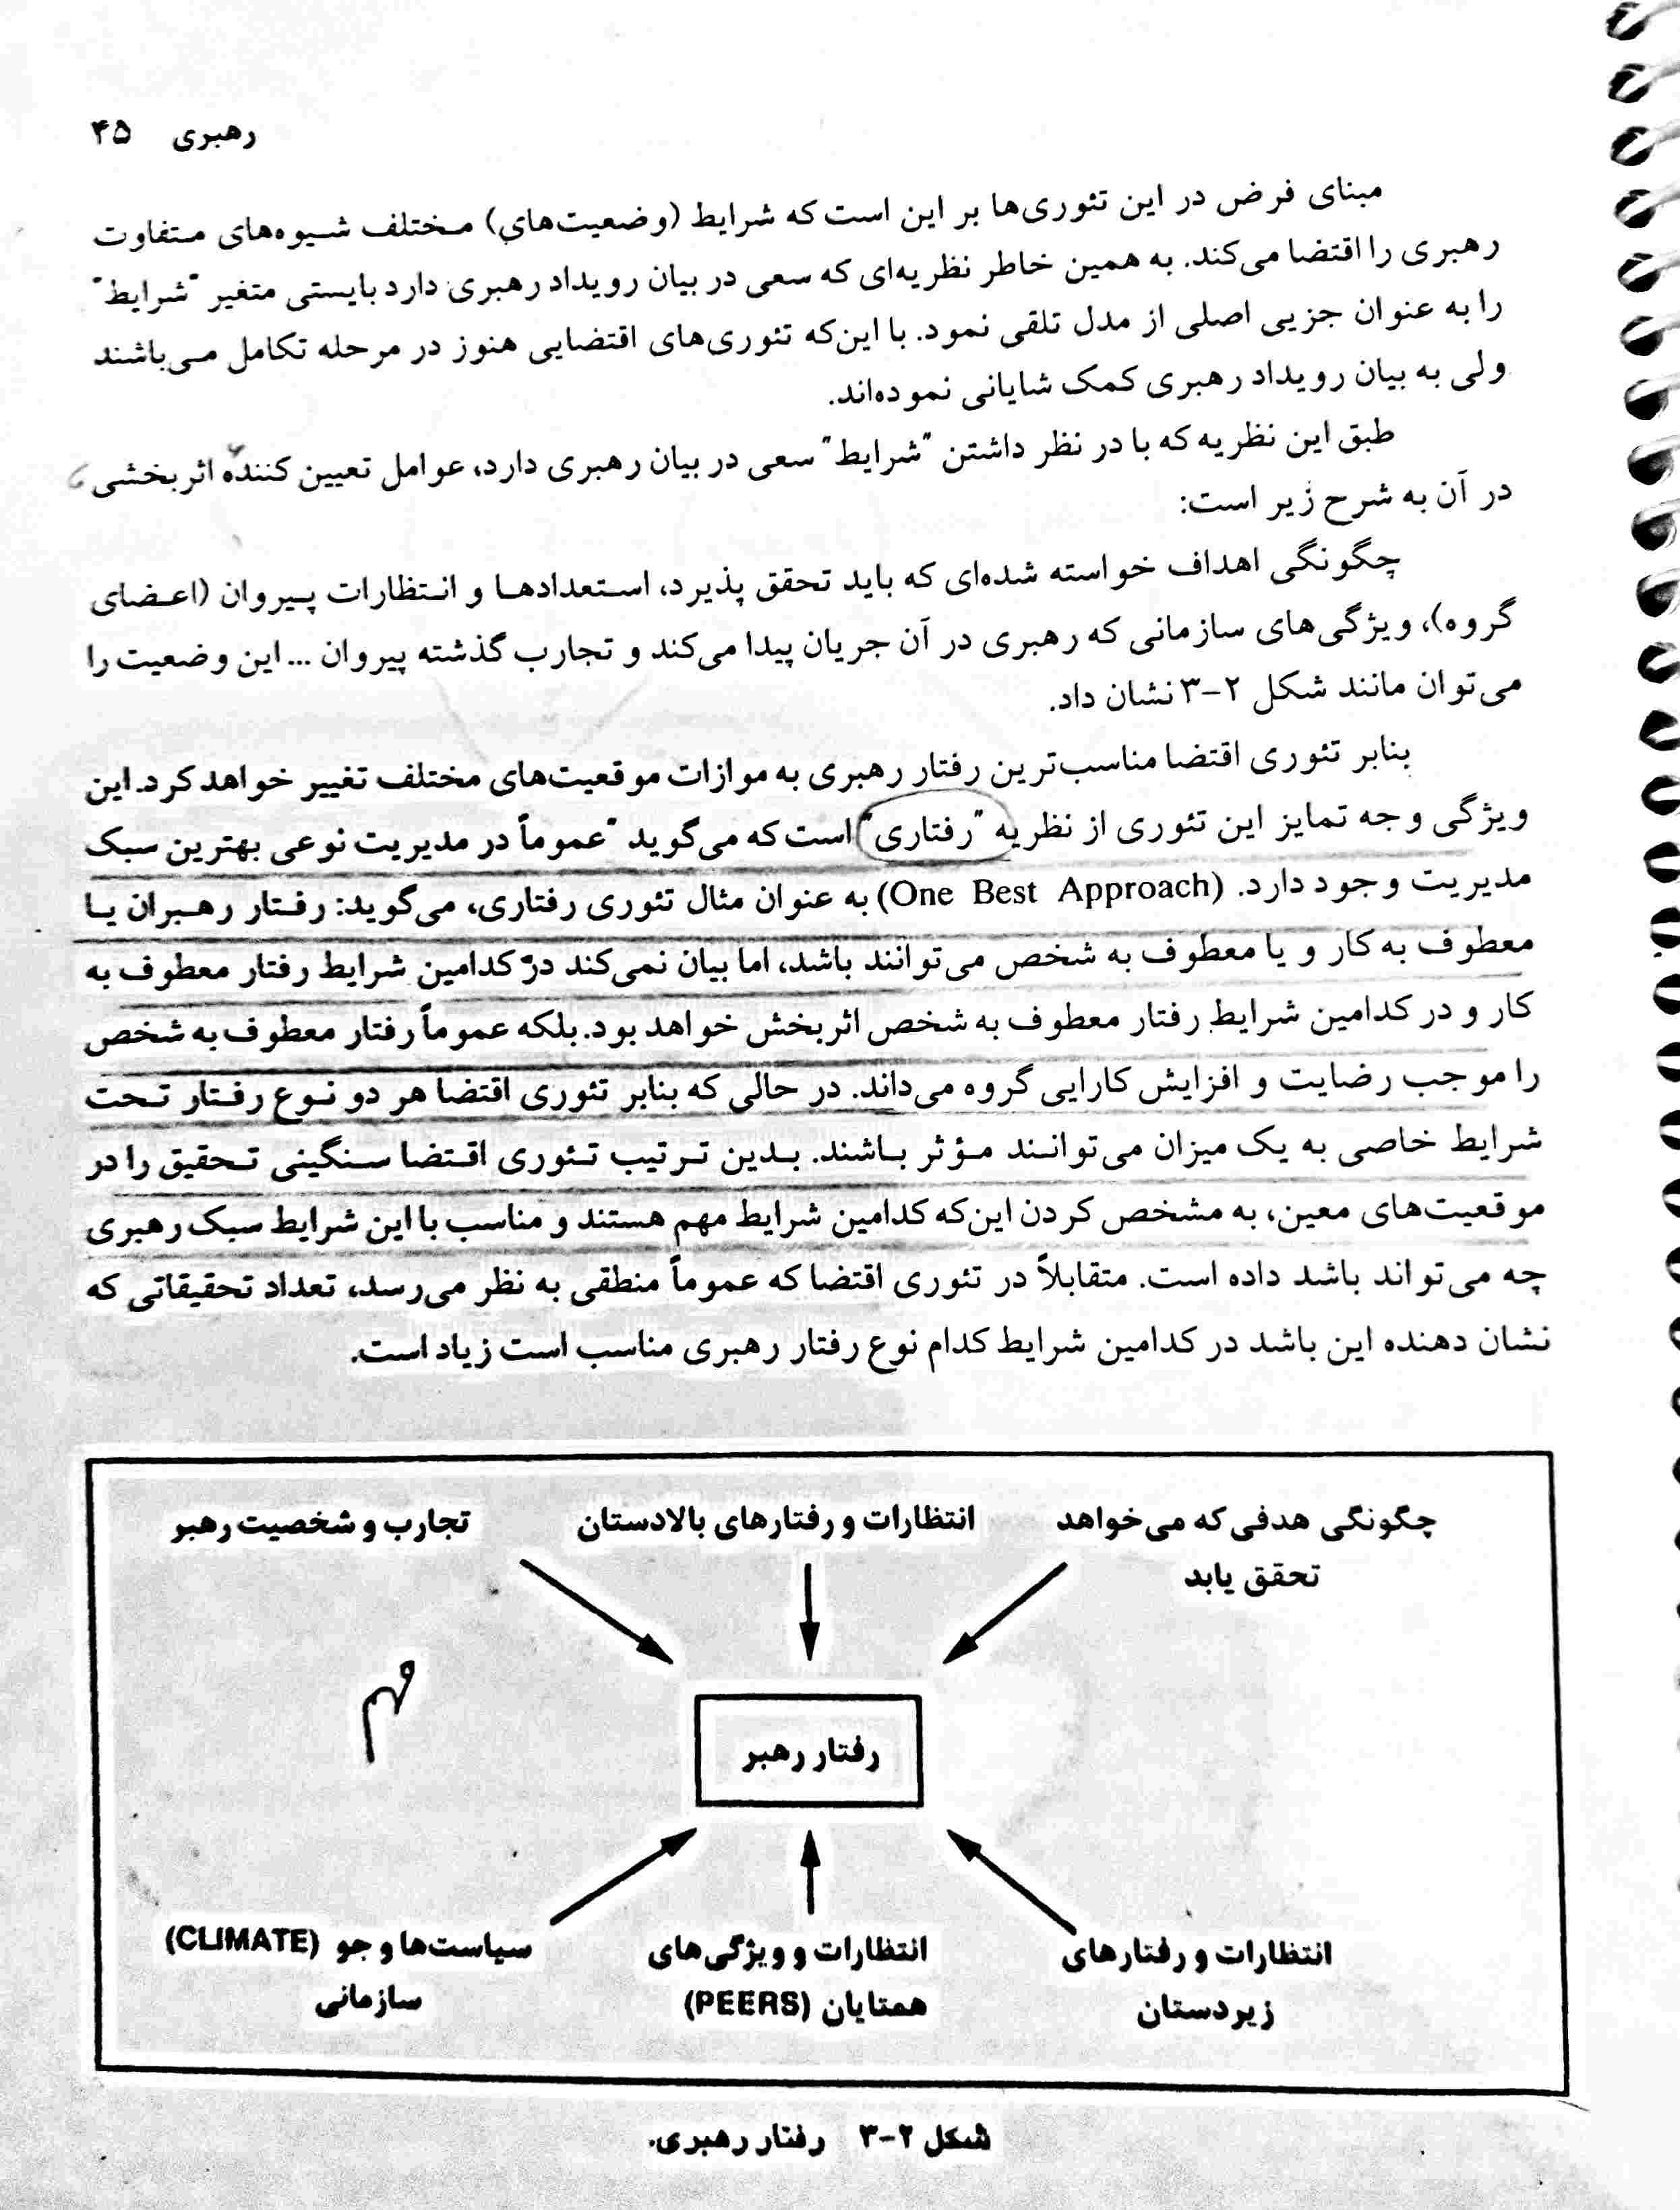 رهبری ۴۵
مبنای فرض در این تئوری‌ها بر این است که شرایط (وضعیت‌های) مختلف شیوه‌های متفاوت
رهبری را اقتضا می‌کند. به همین خاطر نظریه‌ای که سعی در بیان رویداد رهبری دارد بایستی متغیر "شرایط"
را به عنوان جزیی اصلی از مدل تلقی نمود. با این‌که تئوری‌های اقتضایی هنوز در مرحله تکامل می‌باشند
ولی به بیان رویداد رهبری کمک شایانی نموده‌اند.
طبق این نظریه که با در نظر داشتن "شرایط" سعی در بیان رهبری دارد، عوامل تعیین کننده اثربخشی
در آن به شرح زیر است:
چگونگی اهداف خواسته شده‌ای که باید تحقق پذیرد، استعدادها و انتظارات پیروان (اعضای
گروه)، ویژگی‌های سازمانی که رهبری در آن جریان پیدا می‌کند و تجارب گذشته پیروان ... این وضعیت را
می‌توان مانند شکل ۲-۳ نشان داد.
بنابر تئوری اقتضا مناسب‌ترین رفتار رهبری به موازات موقعیت‌های مختلف تغییر خواهد کرد. این
ویژگی وجه تمایز این تئوری از نظریه "رفتاری" است که می‌گوید "عموماً در مدیریت نوعی بهترین سبک
مدیریت وجود دارد. (One Best Approach) به عنوان مثال تئوری رفتاری، می‌گوید: رفتار رهبران یا
معطوف به کار و یا معطوف به شخص می‌توانند باشد، اما بیان نمی‌کند در کدامین شرایط رفتار معطوف به
کار و در کدامین شرایط رفتار معطوف به شخص اثربخش خواهد بود. بلکه عموماً رفتار معطوف به شخص
را موجب رضایت و افزایش کارایی گروه می‌داند. در حالی که بنابر تئوری اقتضا هر دو نوع رفتار تحت
شرایط خاصی به یک میزان می‌توانند مؤثر باشند. بدین ترتیب تئوری اقتضا سنگینی تحقیق را در
موقعیت‌های معین، به مشخص کردن این‌که کدامین شرایط مهم هستند و مناسب با این شرایط سبک رهبری
چه می‌تواند باشد داده است. متقابلاً در تئوری اقتضا که عموماً منطقی به نظر می‌رسد، تعداد تحقیقاتی که
نشان دهنده این باشد در کدامین شرایط کدام نوع رفتار رهبری مناسب است زیاد است.
چگونگی هدفی که می‌خواهد
تحقق یابد
انتظارات و رفتارهای بالادستان
تجارب و شخصیت رهبر
مهم
رفتار رهبر
انتظارات و رفتارهای
زیردستان
انتظارات و ویژگی‌های
همتایان (PEERS)
سیاست‌ها و جو (CLIMATE)
سازمانی
شکل ۲-۳ رفتار رهبری.